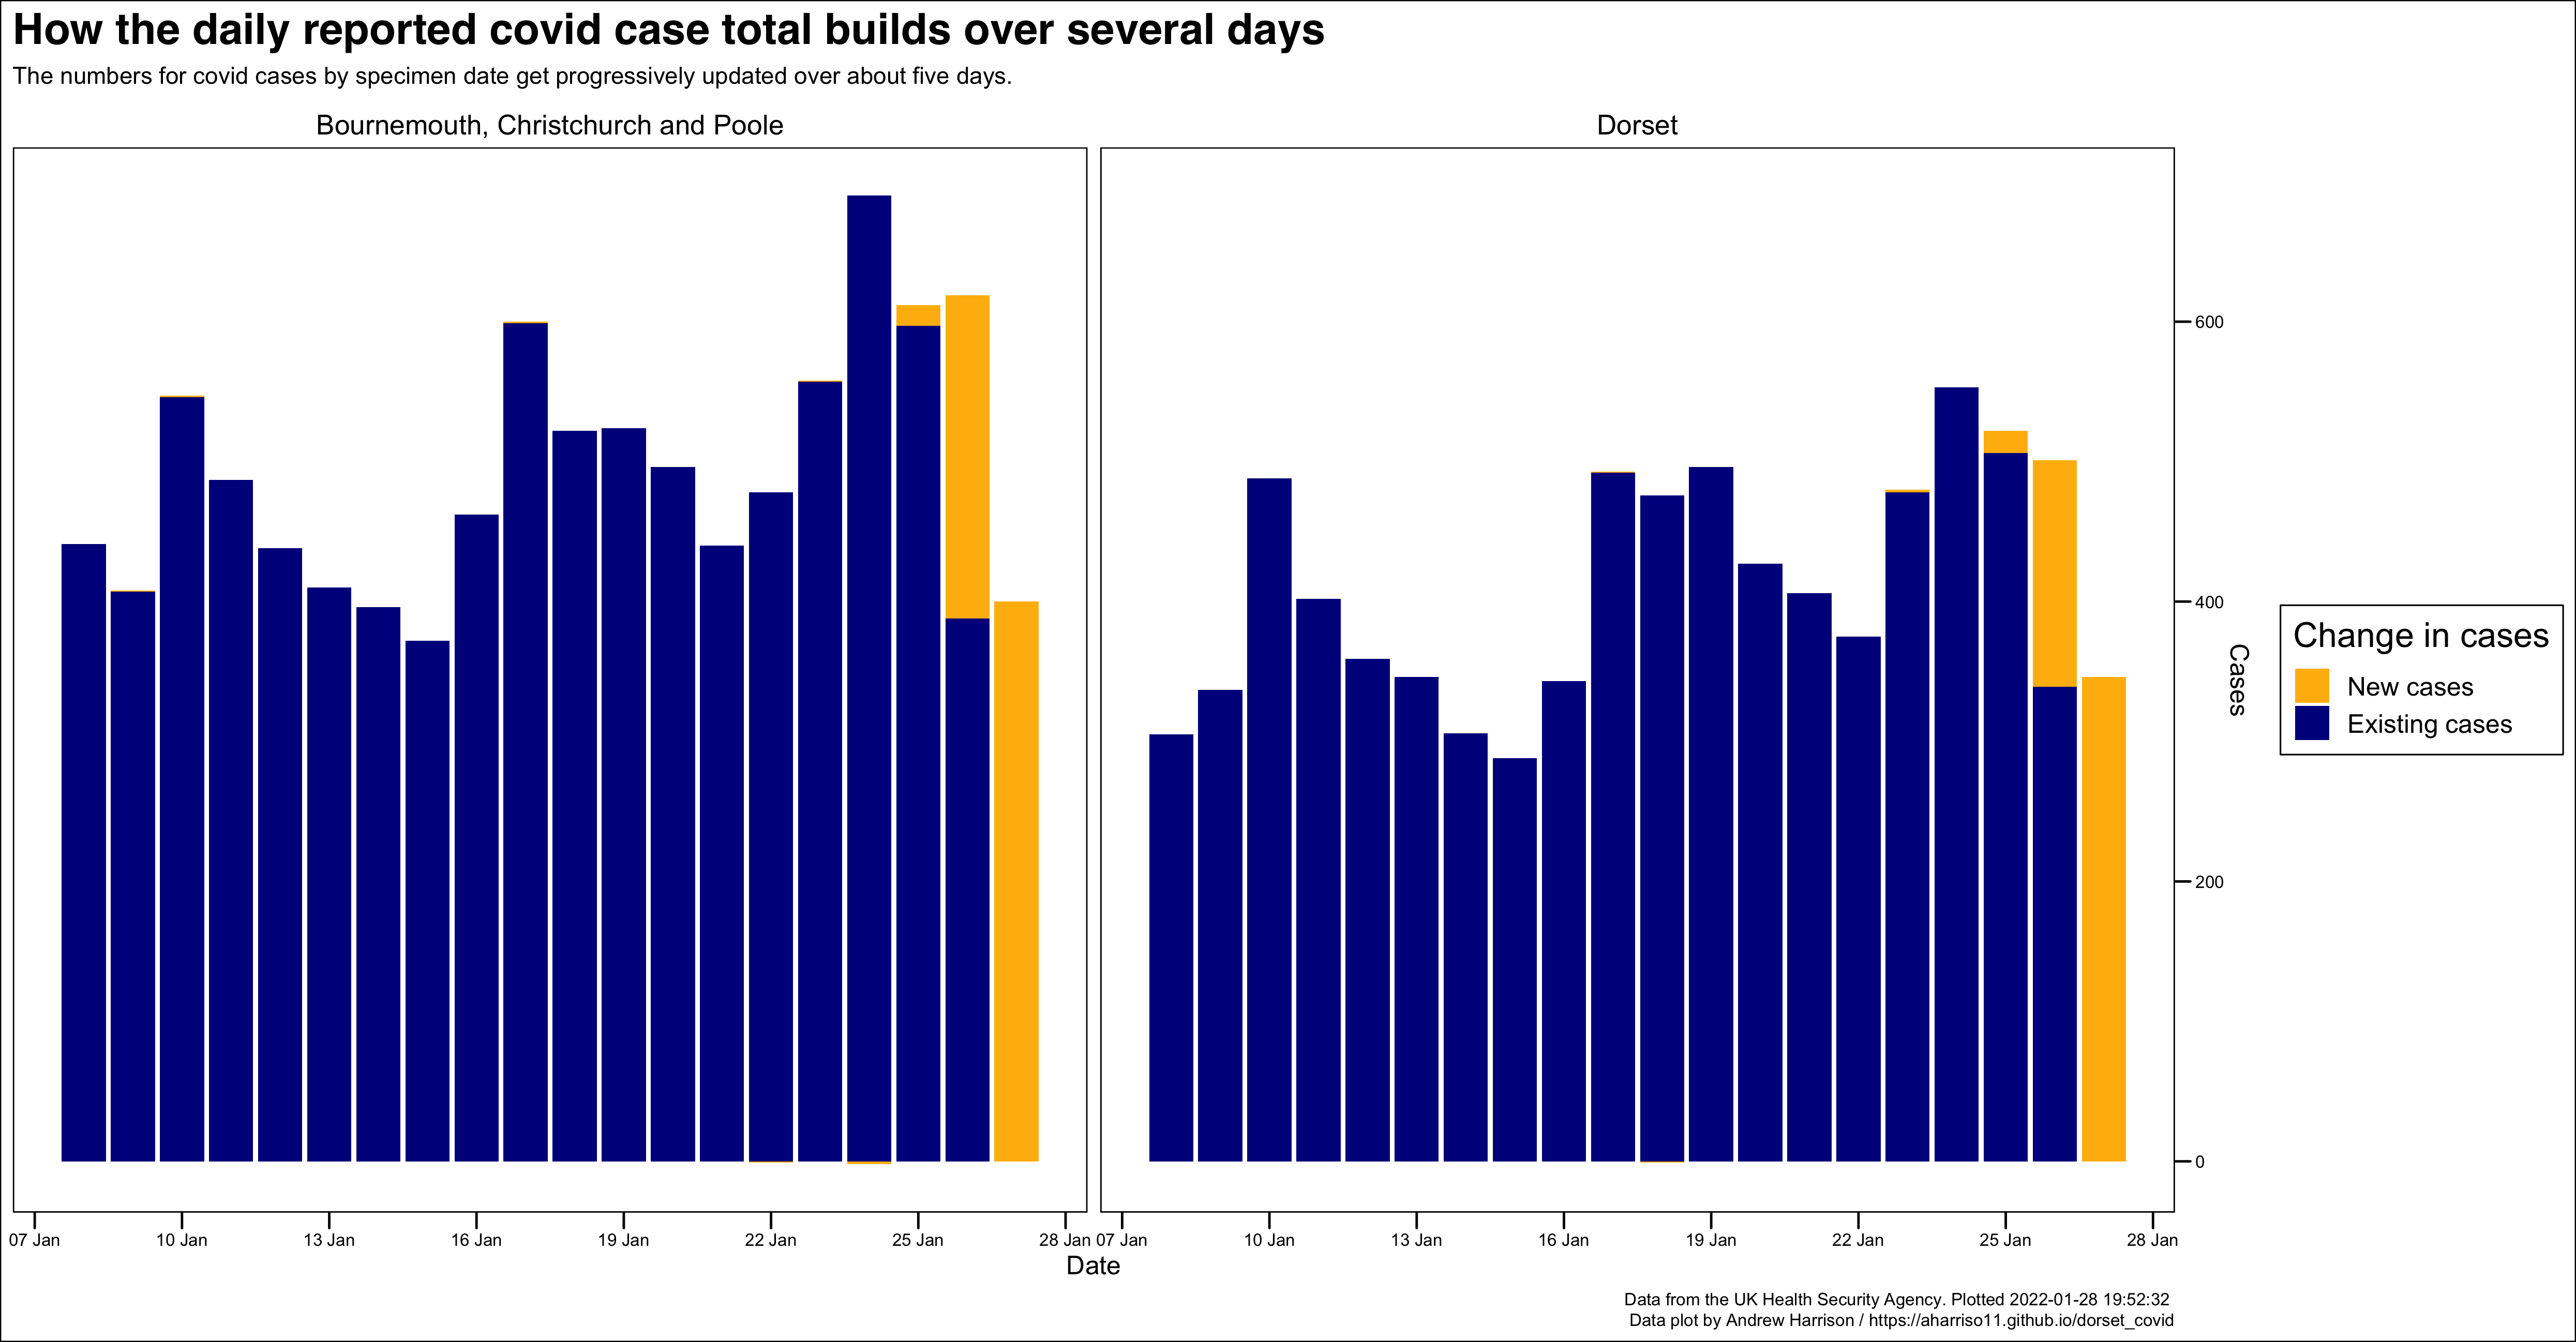 How the daily reported covid case total builds over several days
The numbers for covid cases by specimen date get progressively updated over about five days.
Bournemouth, Christchurch and Poole
Dorset
600
400
200
0
Cases
Change in cases
New cases
Existing cases
07 Jan 10 Jan 13 Jan 16 Jan 19 Jan 22 Jan 25 Jan 28 Jan 07 Jan 10 Jan 13 Jan 16 Jan 19 Jan 22 Jan 25 Jan 28 Jan
Date
Data from the UK Health Security Agency. Plotted 2022-01-28 19:52:32
Data plot by Andrew Harrison / https://aharriso11.github.io/dorset_covid